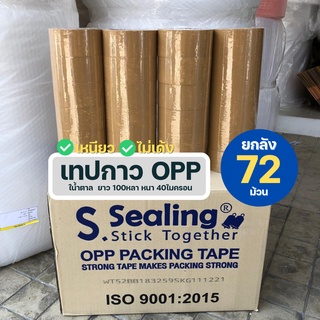 ✅เหนียว ✅ไม่เด้ง
เทปกาว OPP
สีน้ำตาล ยาว 100หลา หนา 40ไมครอน
ยกลัง
72
ม้วน
S.Sealing®
Stick Together
OPP PACKING TAPE
STRONG TAPE MAKES PACKING STRONG
ISO 9001:2015